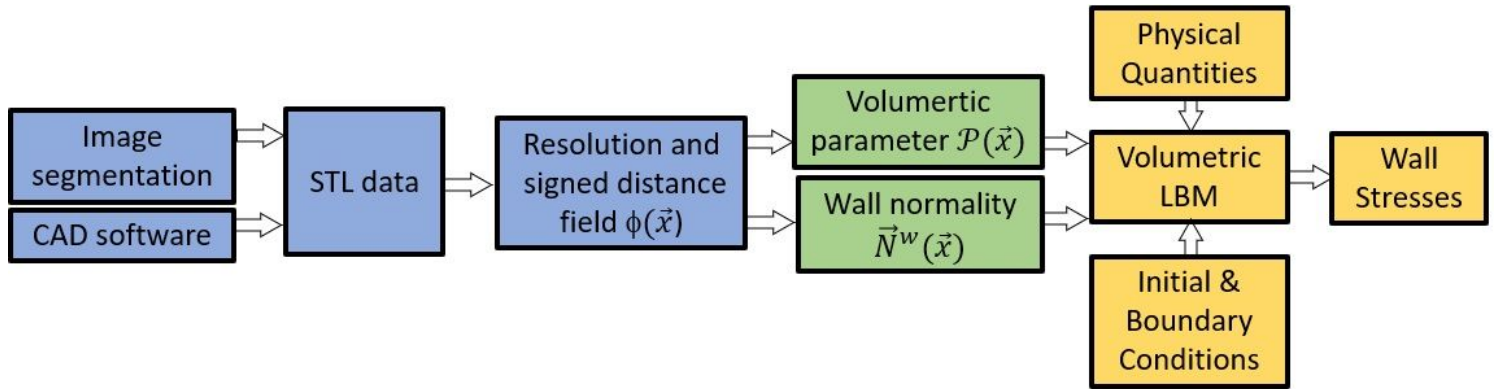 Image
segmentation
CAD software
STL data
Resolution and
signed distance
field ϕ(x⃗)
Volumertic
parameter 𝒫(x⃗)
Wall normality
N⃗ʷ(x⃗)
Physical
Quantities
Volumetric
LBM
Initial &
Boundary
Conditions
Wall
Stresses